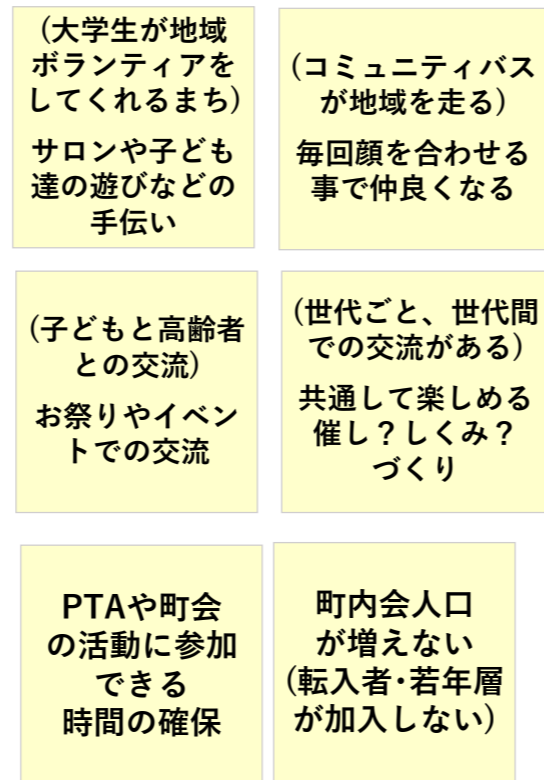 (大学生が地域
ボランティアを
してくれるまち)
サロンや子ども
達の遊びなどの
手伝い
(コミュニティバス
が地域を走る)
毎回顔を合わせる
事で仲良くなる
(子どもと高齢者
との交流)
お祭りやイベン
トでの交流
(世代ごと、世代間
での交流がある)
共通して楽しめる
催し？しくみ？
づくり
PTAや町会
の活動に参加
できる
時間の確保
町内会人口
が増えない
(転入者･若年層
が加入しない)